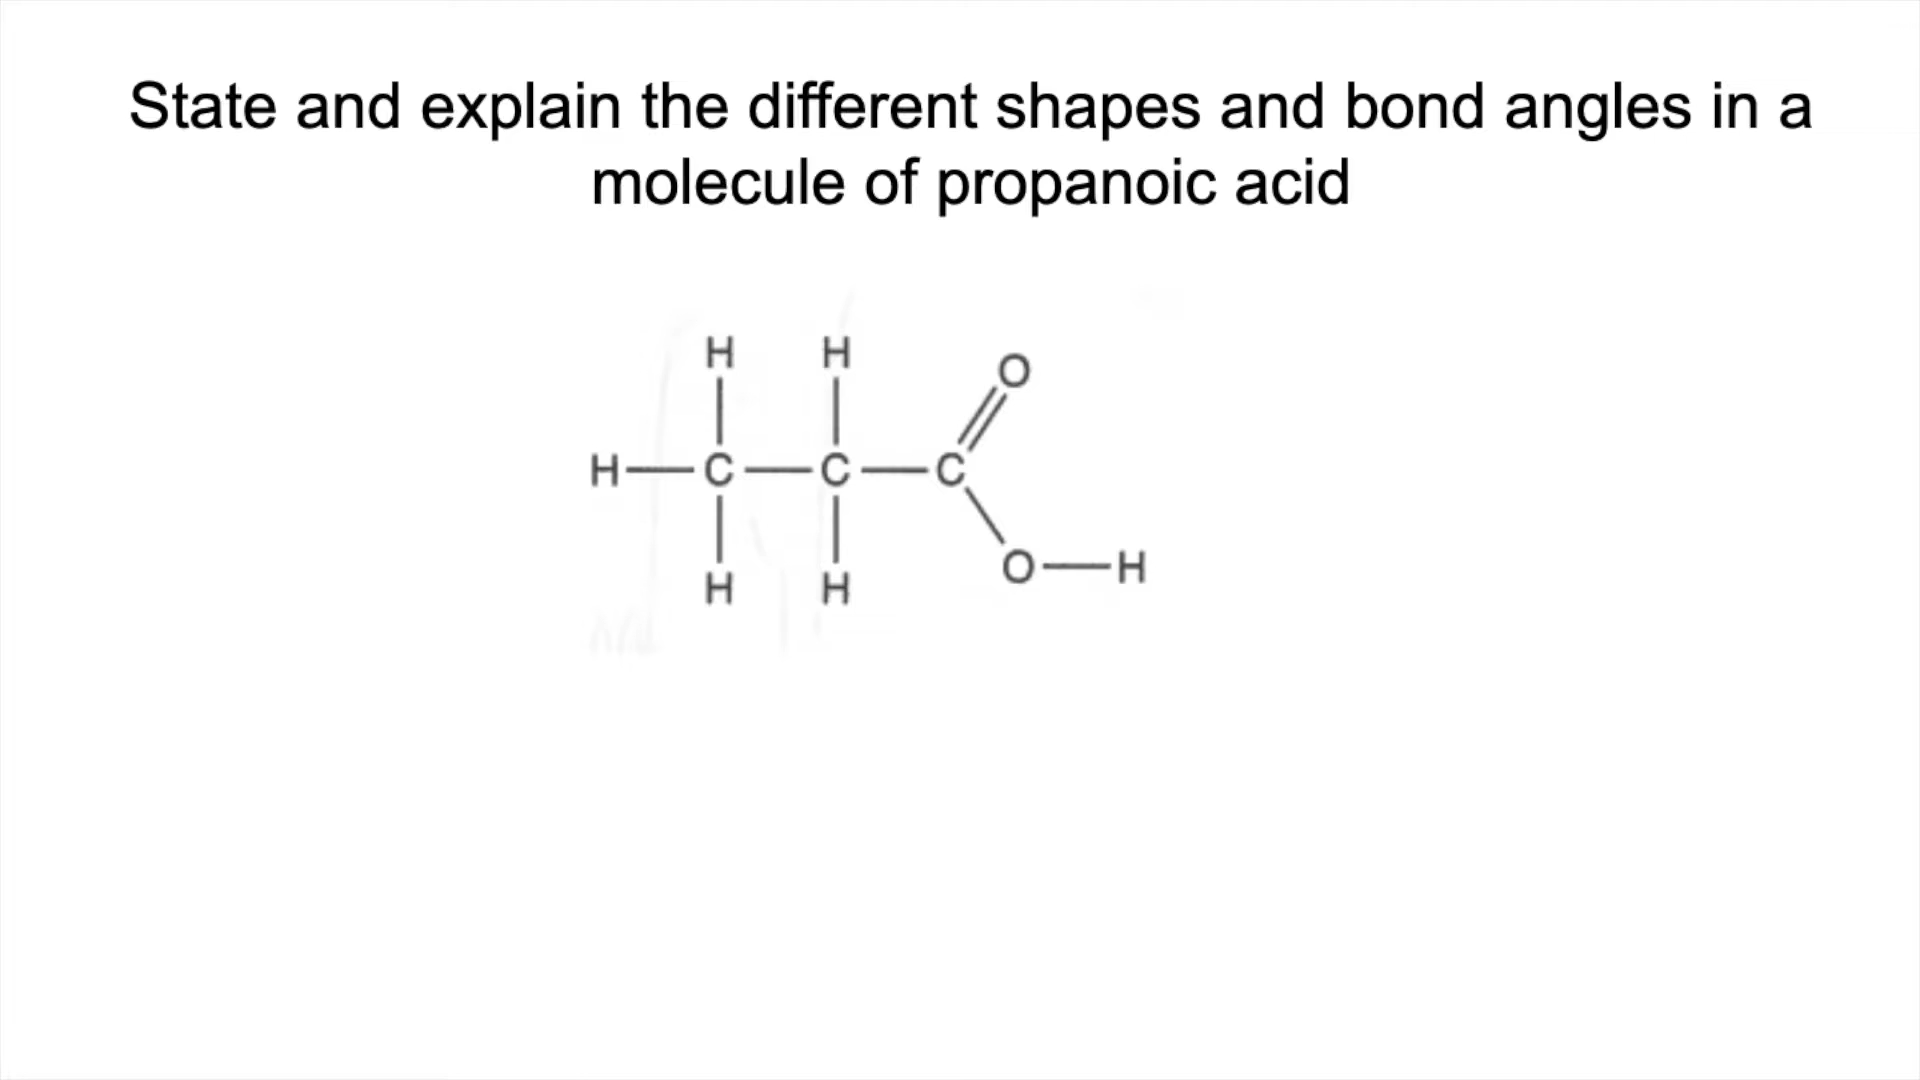 State and explain the different shapes and bond angles in a
molecule of propanoic acid
H H O
H C C C
H H O H